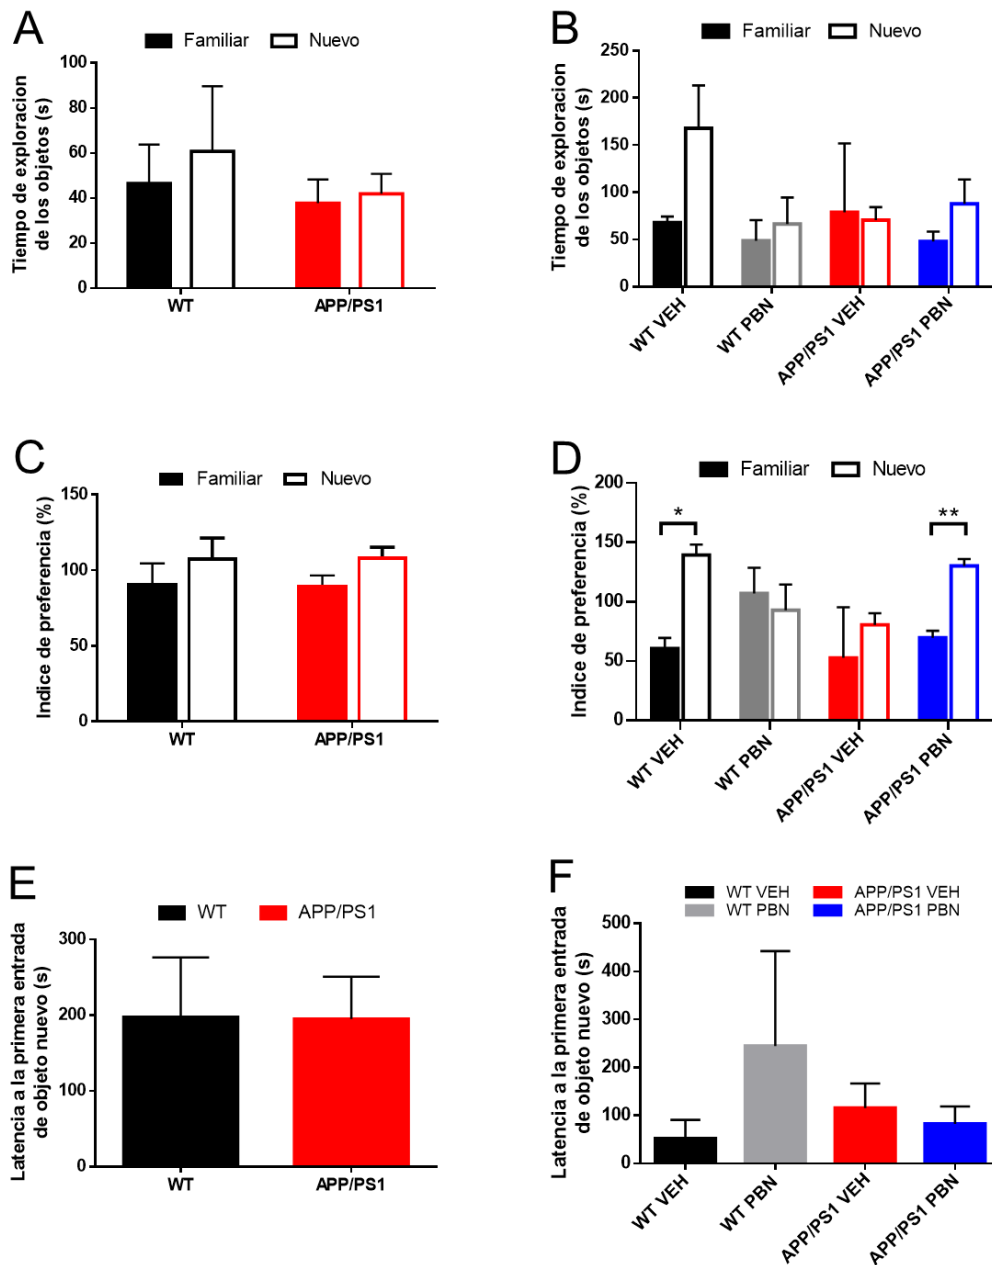 A
Familiar Nuevo
Tiempo de exploracion
de los objetos (s)
100
80
60
40
20
0
WT APP/PS1
B
Familiar Nuevo
Tiempo de exploracion
de los objetos (s)
250
200
150
100
50
0
WT VEH
WT PBN
APP/PS1 VEH
APP/PS1 PBN
C
Familiar Nuevo
Indice de preferencia (%)
150
100
50
0
WT APP/PS1
D
Familiar Nuevo
Indice de preferencia (%)
200
150
100
50
0
* **
WT VEH
WT PBN
APP/PS1 VEH
APP/PS1 PBN
E
WT APP/PS1
Latencia a la primera entrada
de objeto nuevo (s)
300
200
100
0
WT APP/PS1
F
WT VEH APP/PS1 VEH
WT PBN APP/PS1 PBN
Latencia a la primera entrada
de objeto nuevo (s)
500
400
300
200
100
0
WT VEH
WT PBN
APP/PS1 VEH
APP/PS1 PBN